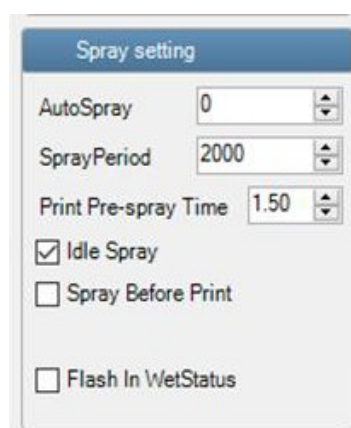 Spray setting
AutoSpray 0
SprayPeriod 2000
Print Pre-spray Time 1.50
Idle Spray
Spray Before Print
Flash In WetStatus